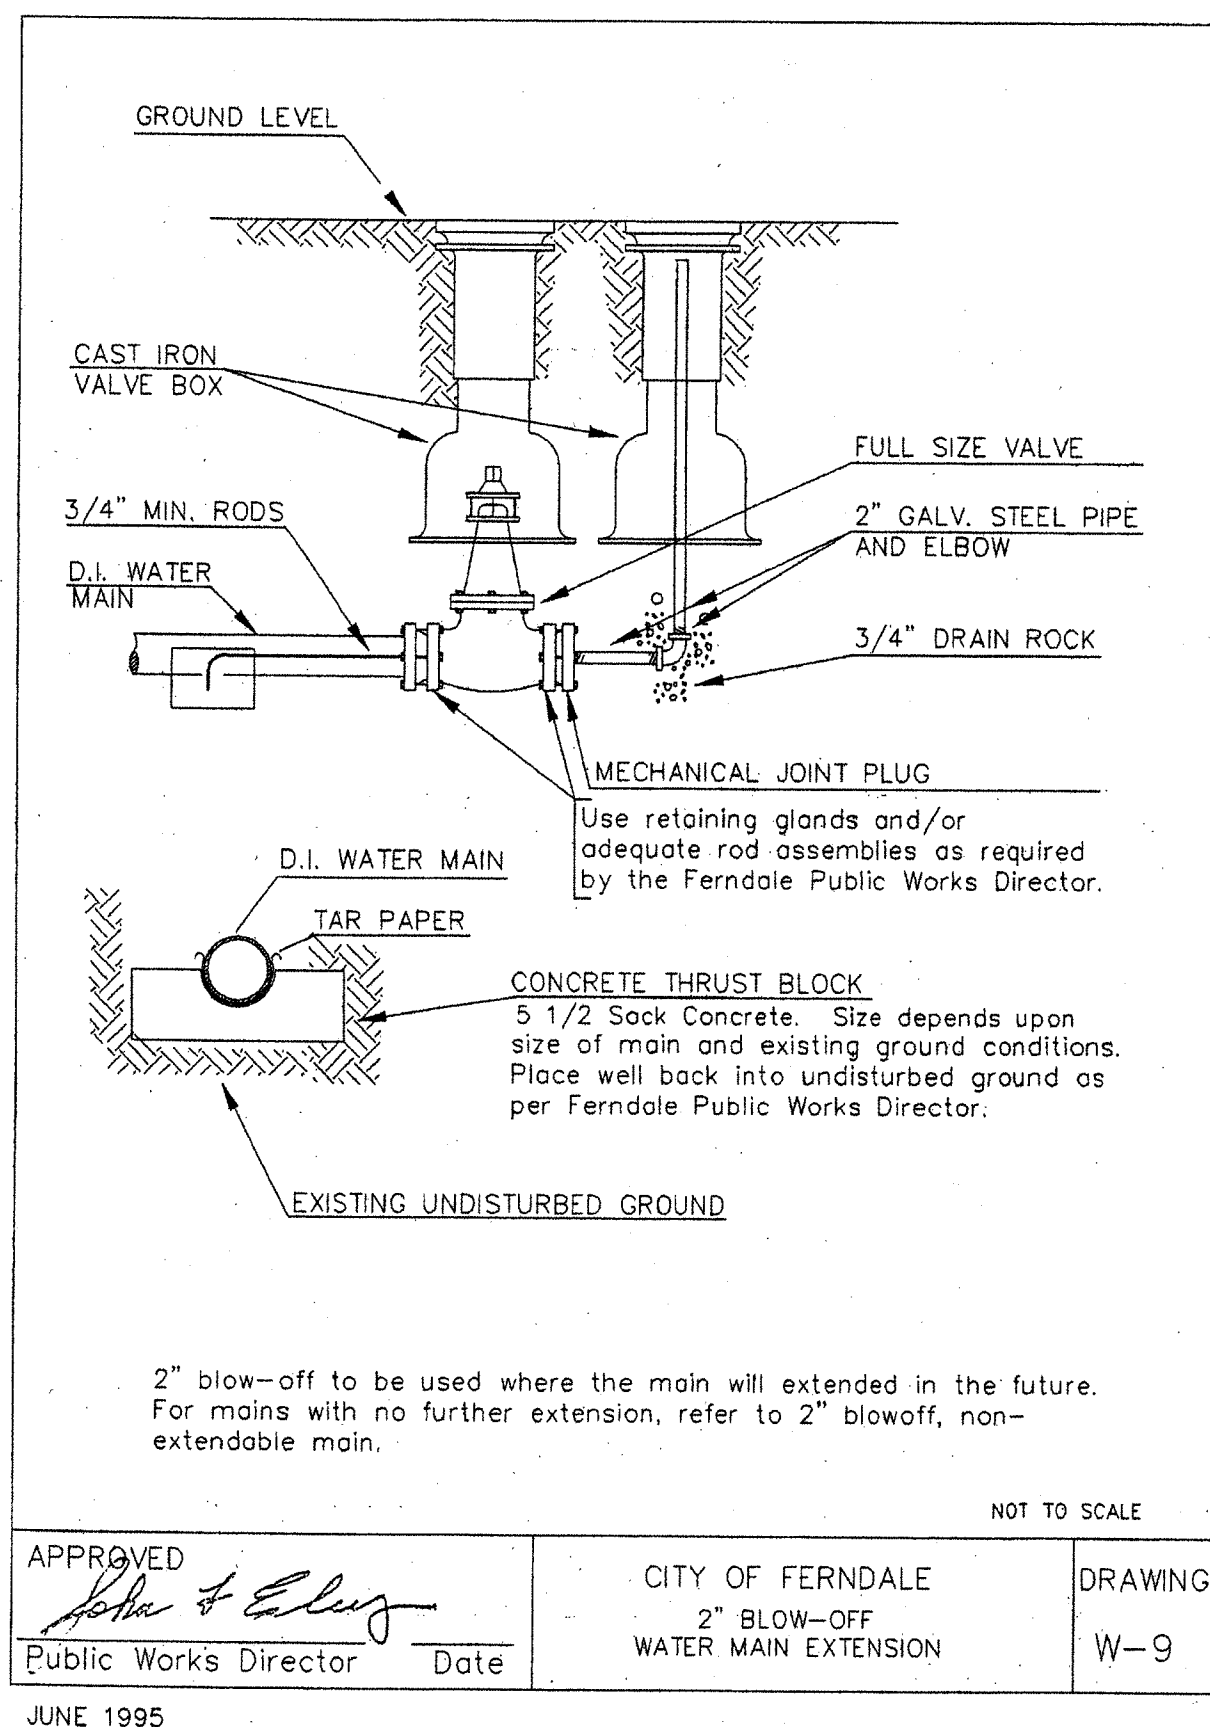 GROUND LEVEL
CAST IRON
VALVE BOX
FULL SIZE VALVE
3/4" MIN. RODS
2" GALV. STEEL PIPE
AND ELBOW
D.I. WATER
MAIN
3/4" DRAIN ROCK
MECHANICAL JOINT PLUG
Use retaining glands and/or
adequate rod assemblies as required
by the Ferndale Public Works Director.
D.I. WATER MAIN
TAR PAPER
CONCRETE THRUST BLOCK
5 1/2 Sack Concrete. Size depends upon
size of main and existing ground conditions.
Place well back into undisturbed ground as
per Ferndale Public Works Director.
EXISTING UNDISTURBED GROUND
2" blow-off to be used where the main will extended in the future.
For mains with no further extension, refer to 2" blowoff, non-
extendable main.
NOT TO SCALE
APPROVED
Public Works Director
Date
CITY OF FERNDALE
2" BLOW-OFF
WATER MAIN EXTENSION
DRAWING
W-9
JUNE 1995